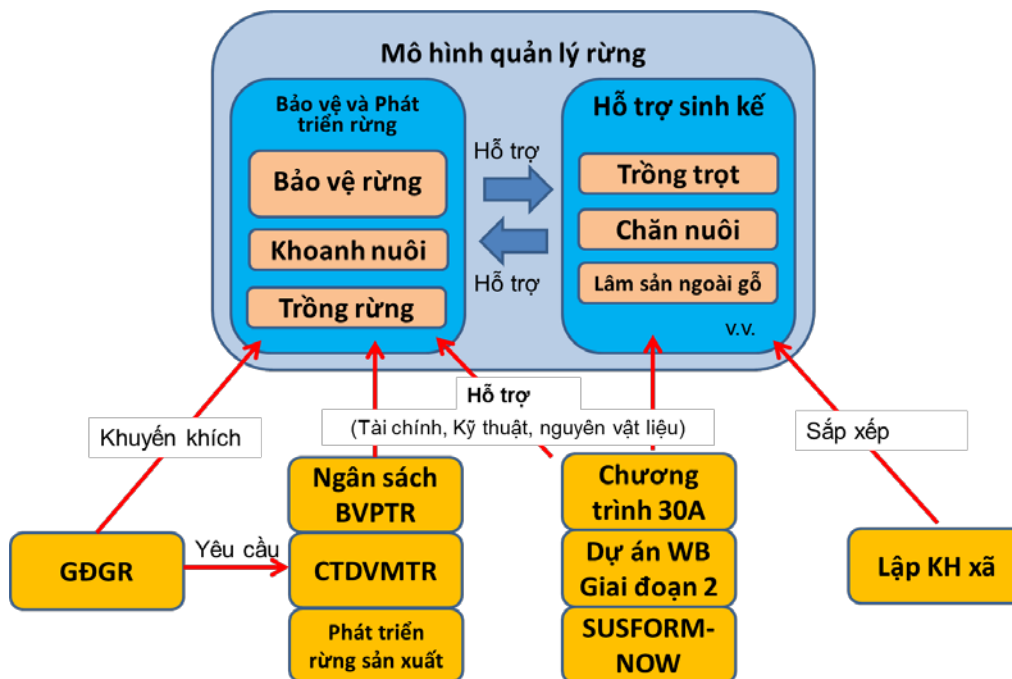 Mô hình quản lý rừng
Bảo vệ và Phát
triển rừng
Bảo vệ rừng
Khoanh nuôi
Trồng rừng
Hỗ trợ
Hỗ trợ
Hỗ trợ sinh kế
Trồng trọt
Chăn nuôi
Lâm sản ngoài gỗ
v.v.
Khuyến khích
Hỗ trợ
(Tài chính, Kỹ thuật, nguyên vật liệu)
Sắp xếp
GĐGR
Yêu cầu
Ngân sách
BVPTR
CTDVMTR
Phát triển
rừng sản xuất
Chương
trình 30A
Dự án WB
Giai đoạn 2
SUSFORM-
NOW
Lập KH xã